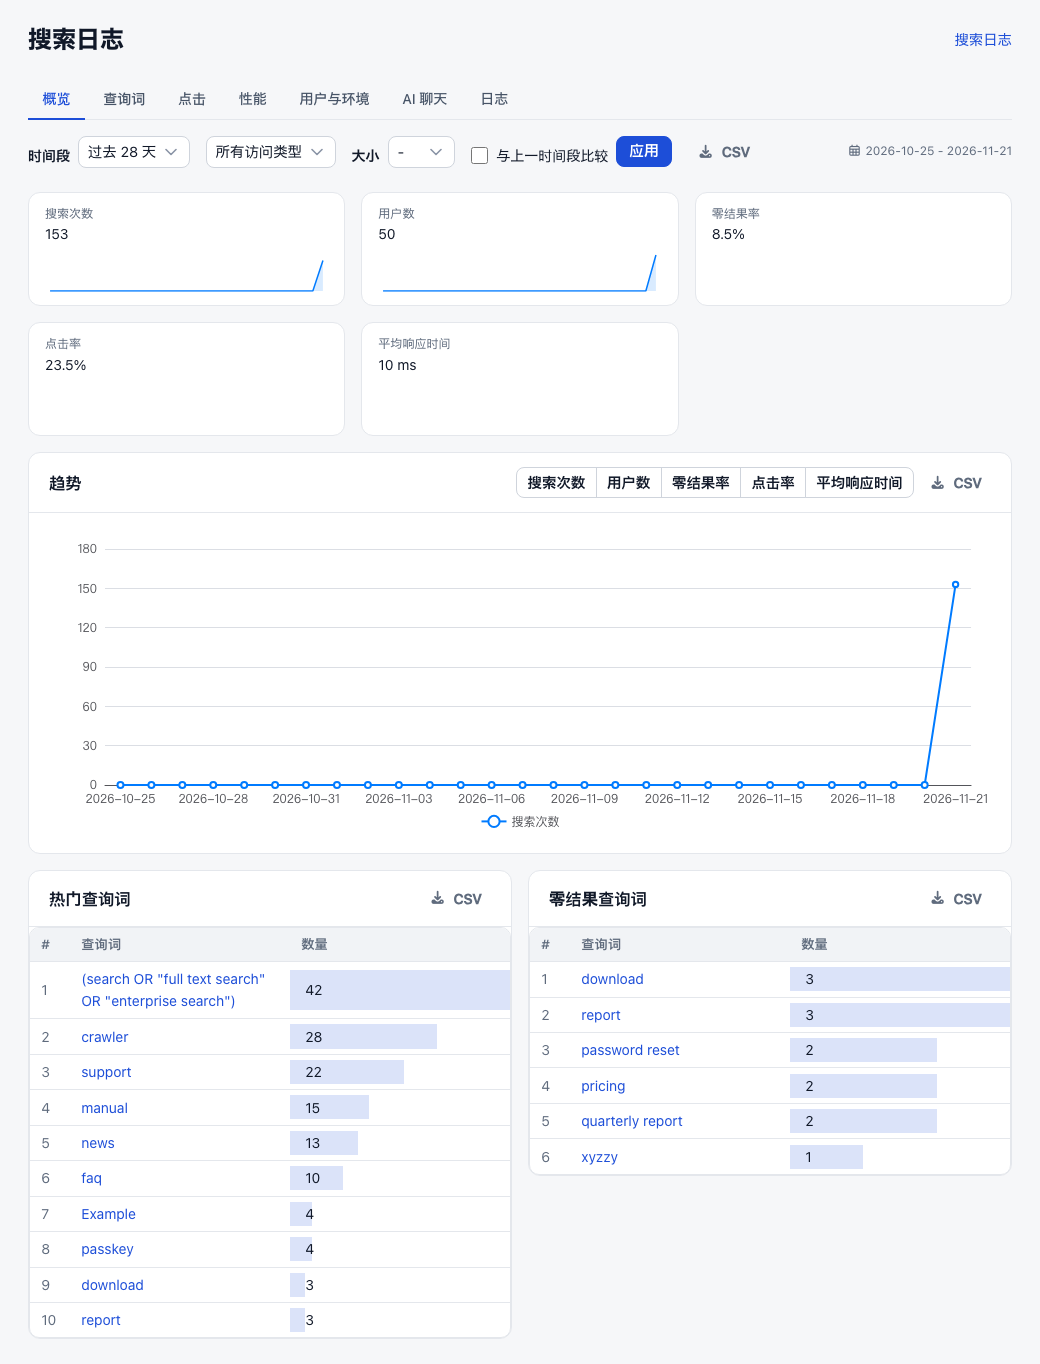 搜索日志
搜索日志
概览 查询词 点击 性能 用户与环境 AI 聊天 日志
时间段 过去 28 天 所有访问类型 大小 - 与上一时间段比较 应用 CSV 2026-10-25 - 2026-11-21
搜索次数
153
用户数
50
零结果率
8.5%
点击率
23.5%
平均响应时间
10 ms
趋势 搜索次数 用户数 零结果率 点击率 平均响应时间 CSV
180
150
120
90
60
30
0
2026-10-25 2026-10-28 2026-10-31 2026-11-03 2026-11-06 2026-11-09 2026-11-12 2026-11-15 2026-11-18 2026-11-21
搜索次数
热门查询词 CSV
# 查询词 数量
1 (search OR "full text search" 42
OR "enterprise search")
2 crawler 28
3 support 22
4 manual 15
5 news 13
6 faq 10
7 Example 4
8 passkey 4
9 download 3
10 report 3
零结果查询词 CSV
# 查询词 数量
1 download 3
2 report 3
3 password reset 2
4 pricing 2
5 quarterly report 2
6 xyzzy 1